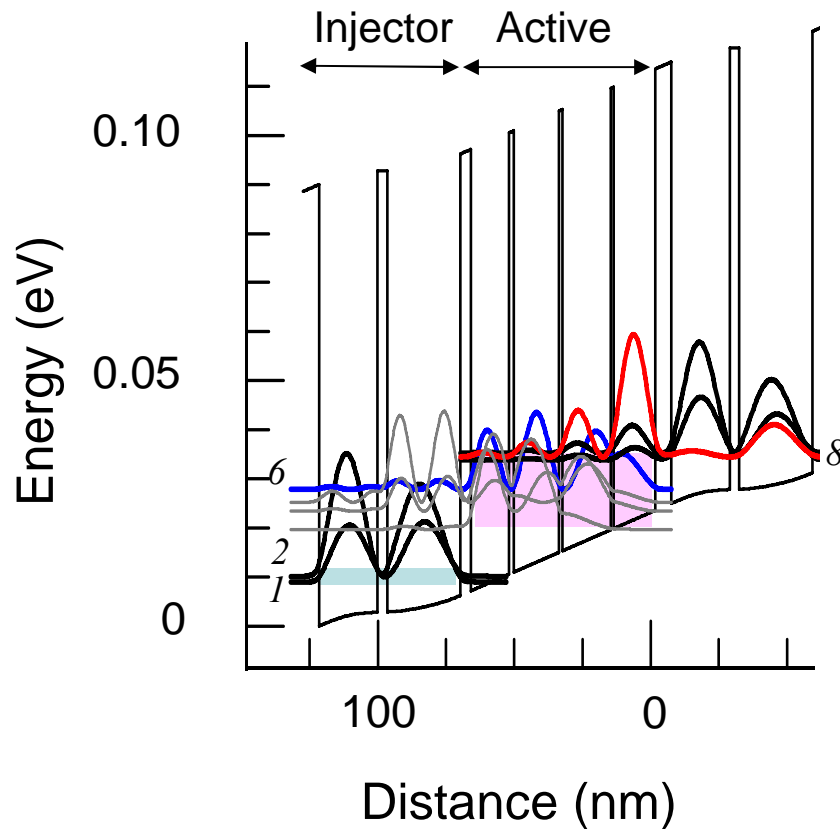 Injector Active
0.10
Energy (eV)
0.05
6
8
2
1
0
100 0
Distance (nm)